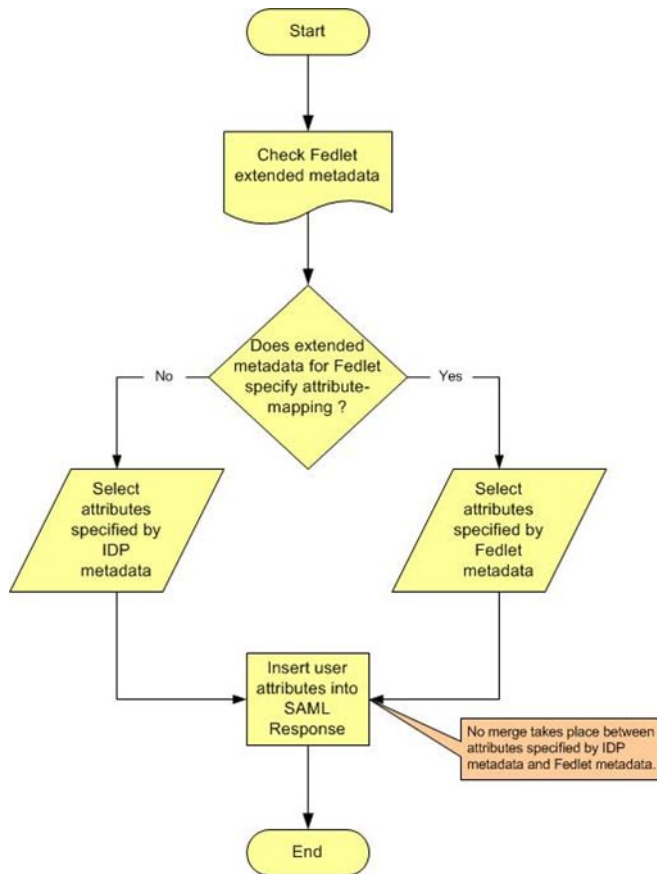 Start
Check Fedlet
extended metadata
Does extended
metadata for Fedlet
specify attribute-
mapping ?
No
Yes
Select
attributes
specified by
IDP
metadata
Select
attributes
specified by
Fedlet
metadata
Insert user
attributes into
SAML
Response
No merge takes place between
attributes specified by IDP
metadata and Fedlet metadata.
End